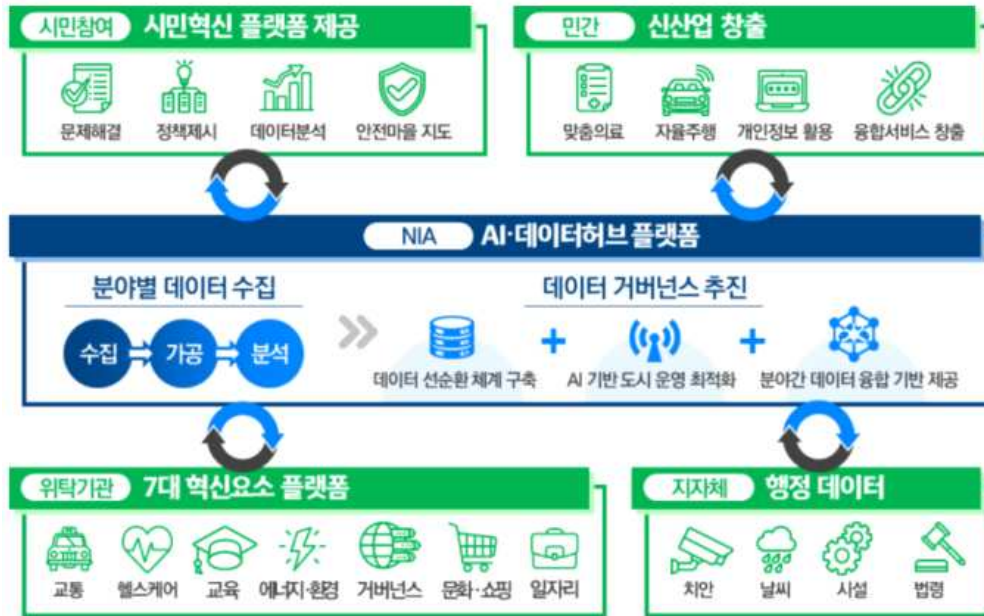 시민참여 시민혁신 플랫폼 제공
문제해결 정책제시 데이터분석 안전마을 지도
민간 신산업 창출
맞춤의료 자율주행 개인정보 활용 융합서비스 창출
NIA AI·데이터허브 플랫폼
분야별 데이터 수집
수집 가공 분석
데이터 거버넌스 추진
데이터 선순환 체계 구축 AI 기반 도시 운영 최적화 분야간 데이터 융합 기반 제공
위탁기관 7대 혁신요소 플랫폼
교통 헬스케어 교육 에너지·환경 거버넌스 문화·쇼핑 일자리
지자체 행정 데이터
치안 날씨 시설 법령